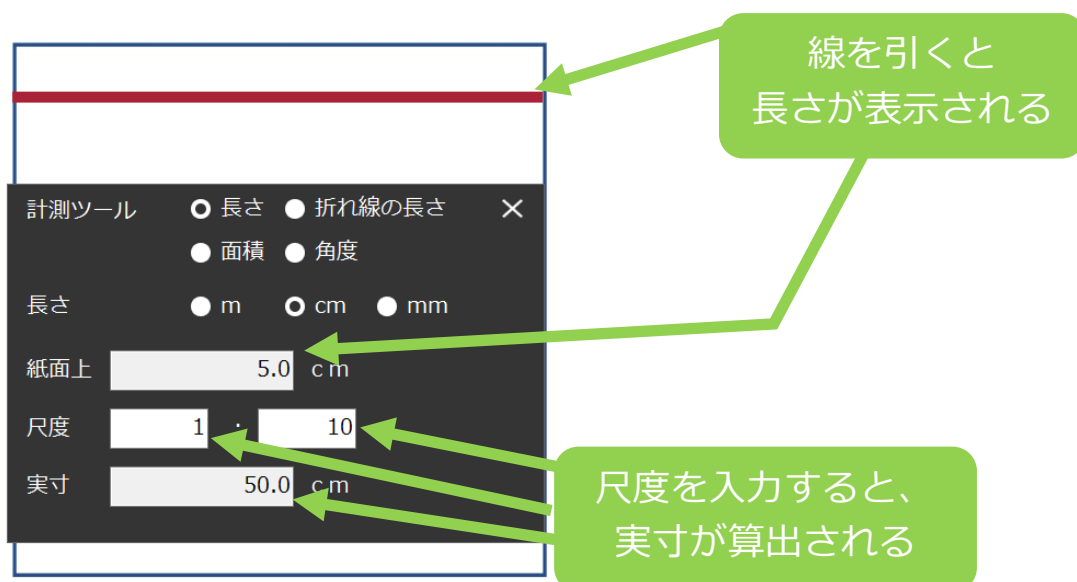 線を引くと
長さが表示される
計測ツール 長さ 折れ線の長さ ×
面積 角度
長さ m cm mm
紙面上 5.0 cm
尺度 1 : 10
実寸 50.0 cm
尺度を入力すると、
実寸が算出される